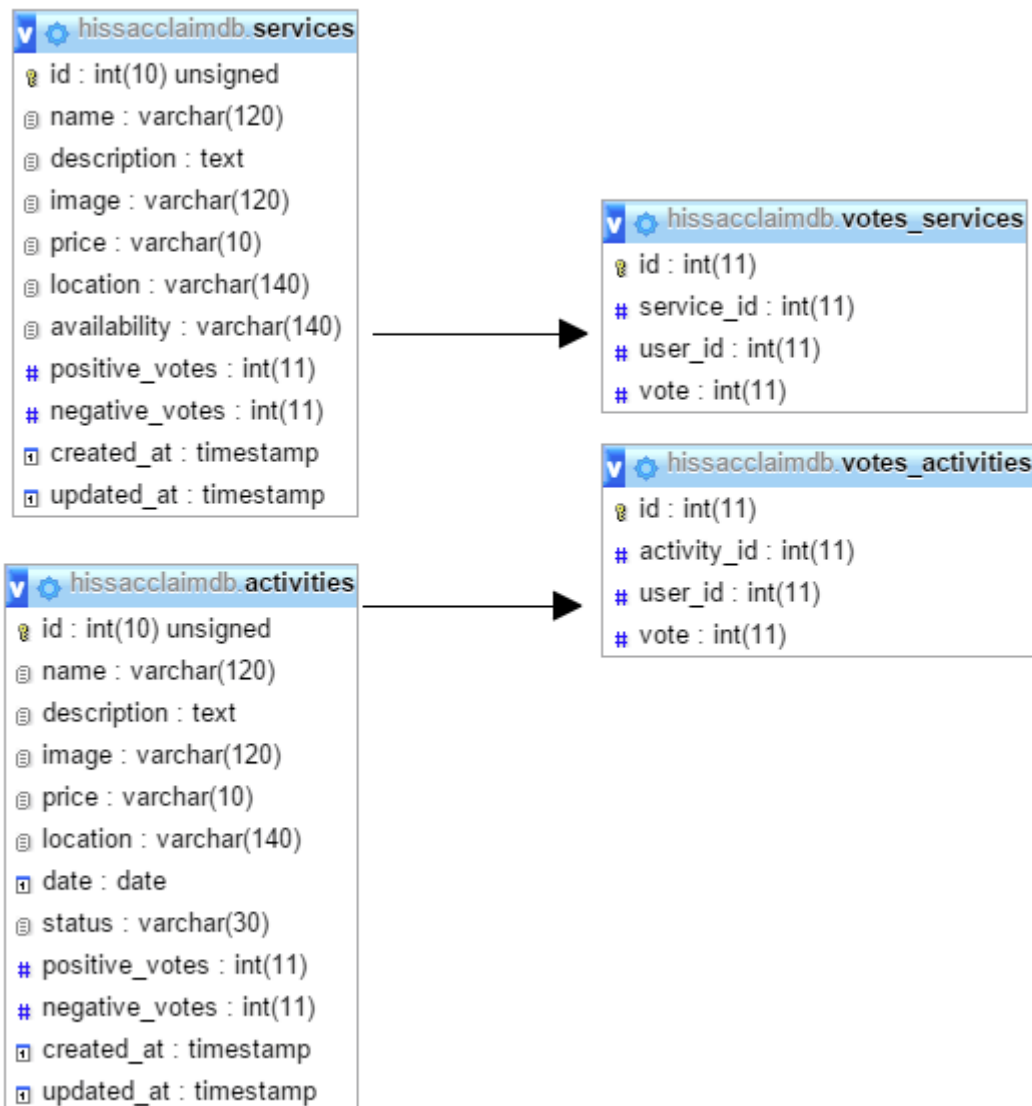 hissacclaimdb.services
id : int(10) unsigned
name : varchar(120)
description : text
image : varchar(120)
price : varchar(10)
location : varchar(140)
availability : varchar(140)
# positive_votes : int(11)
# negative_votes : int(11)
created_at : timestamp
updated_at : timestamp
v hissacclaimdb.votes_services
id : int(11)
# service_id : int(11)
# user_id : int(11)
# vote : int(11)
v hissacclaimdb.votes_activities
id : int(11)
# activity_id : int(11)
# user_id : int(11)
# vote : int(11)
v hissacclaimdb.activities
id : int(10) unsigned
name : varchar(120)
description : text
image : varchar(120)
price : varchar(10)
location : varchar(140)
date : date
status : varchar(30)
# positive_votes : int(11)
# negative_votes : int(11)
created_at : timestamp
updated_at : timestamp